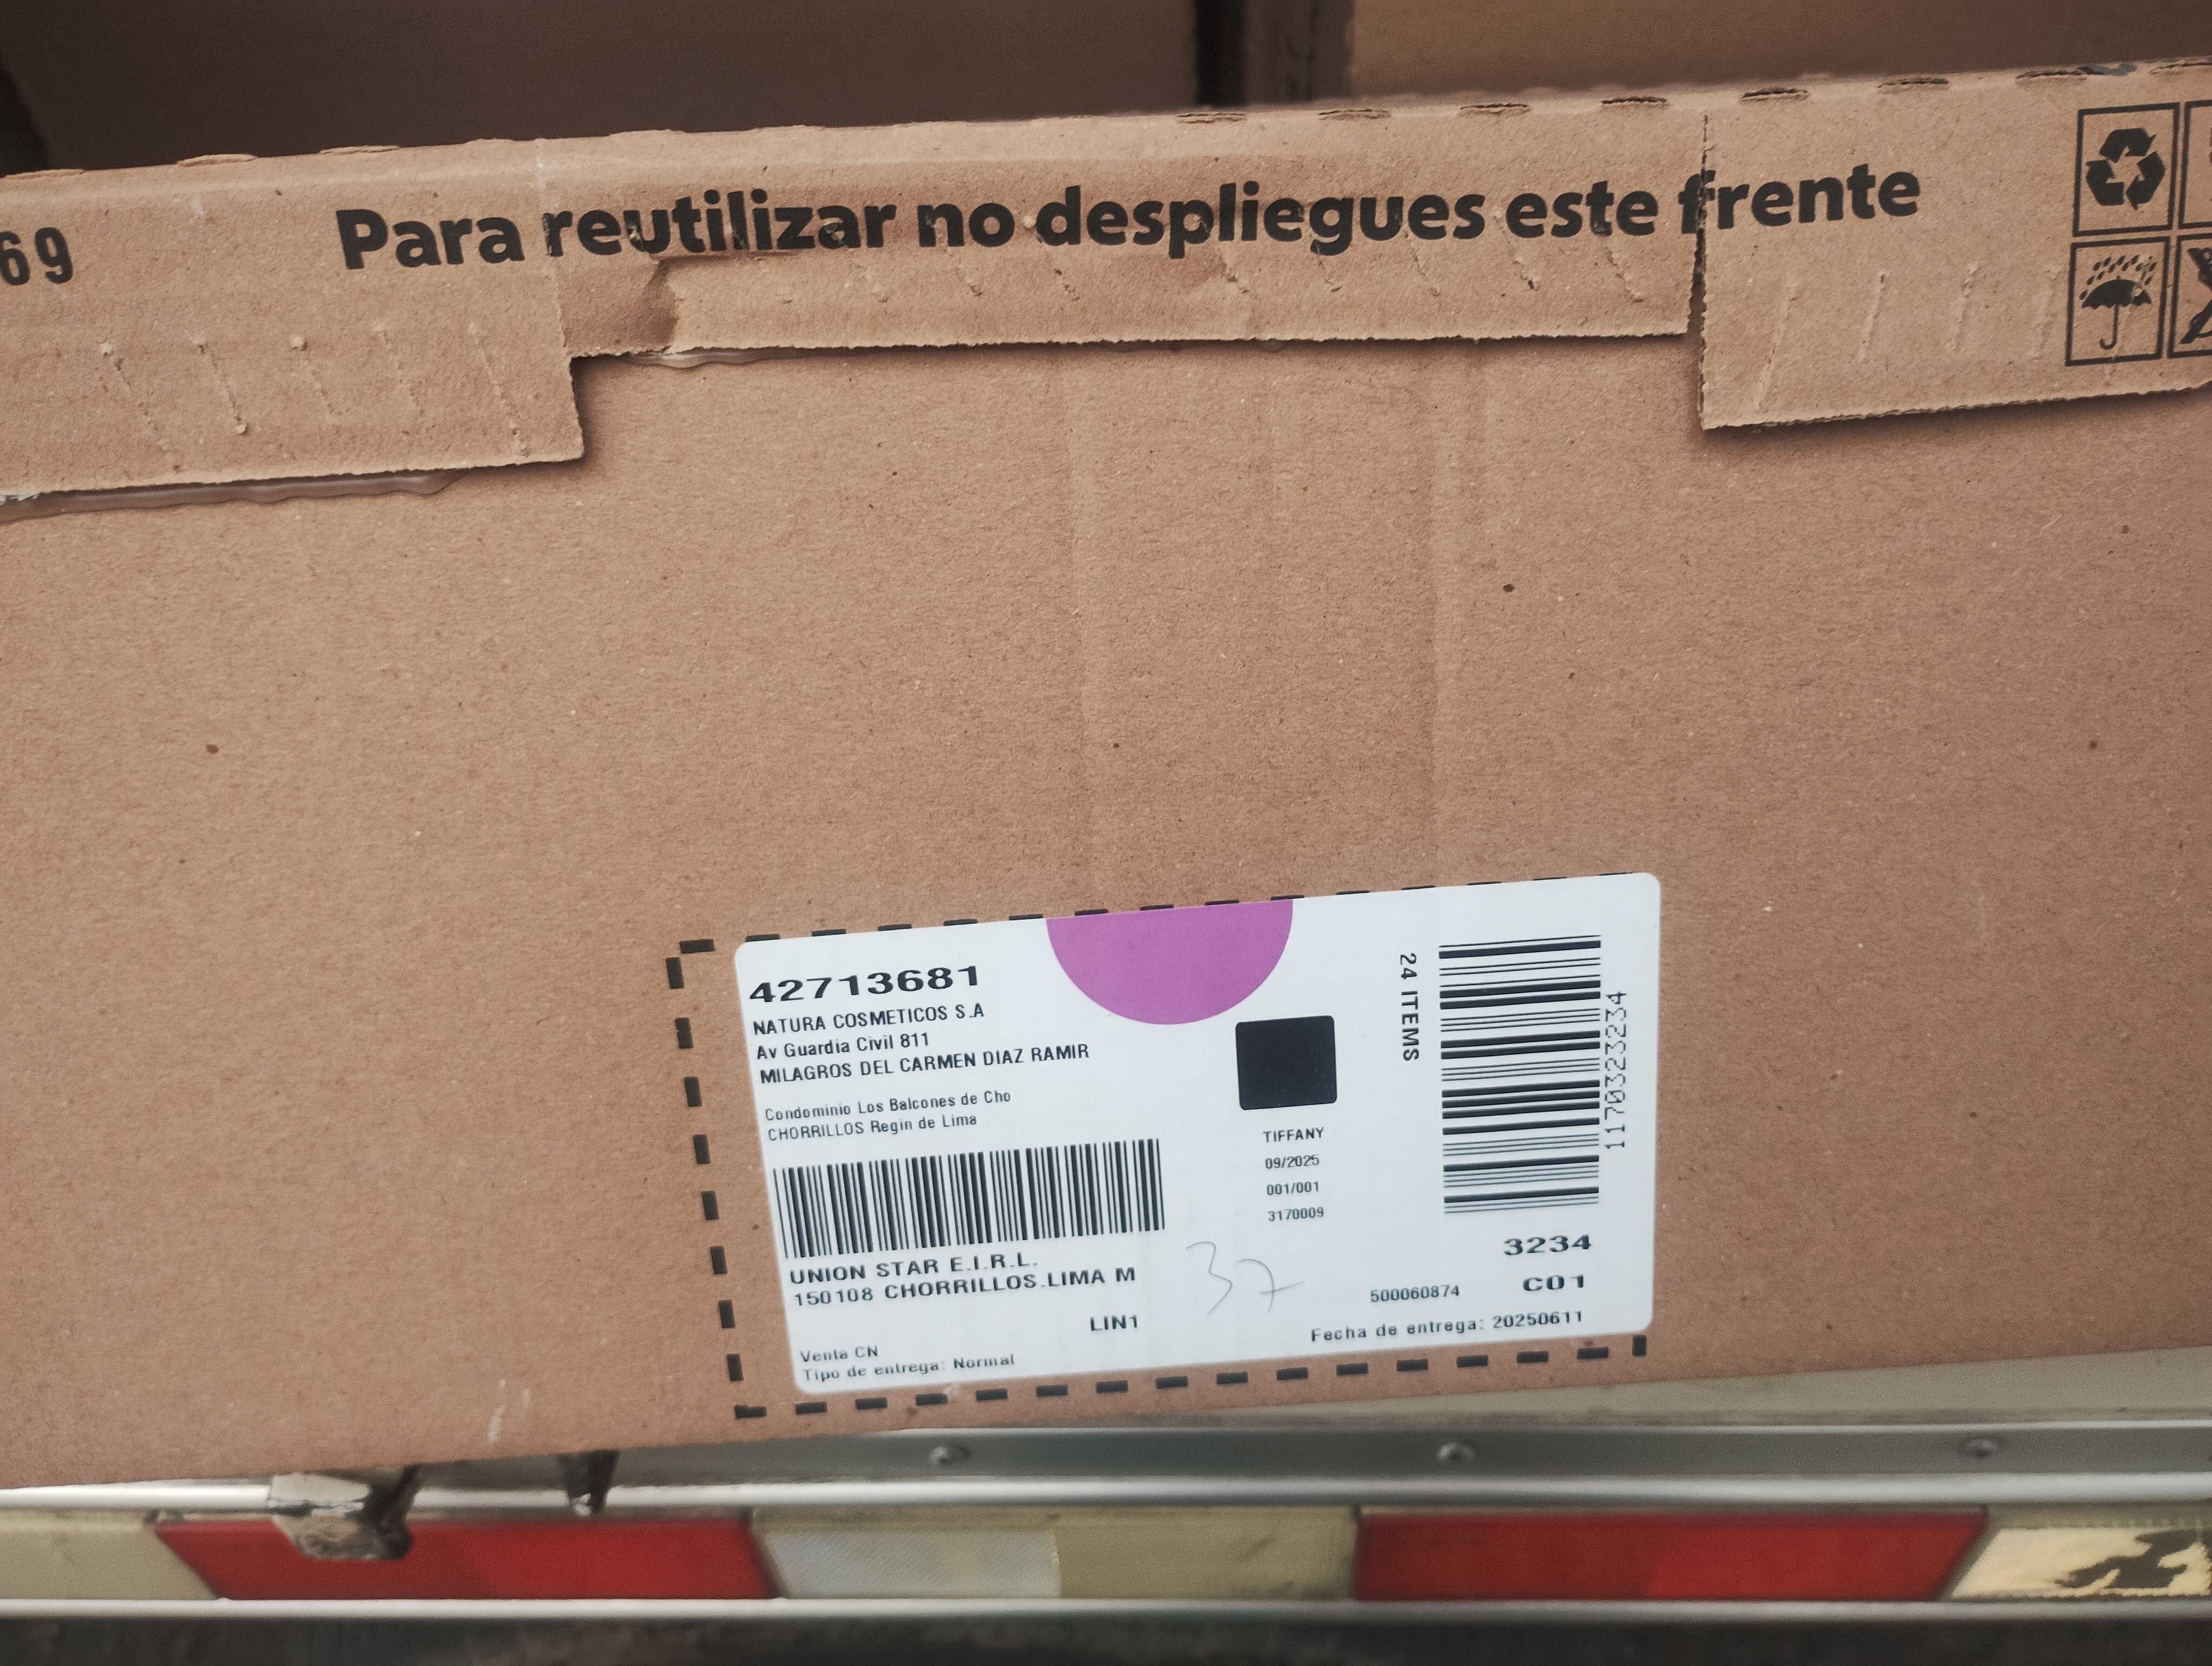 69
Para reutilizar no despliegues este frente
42713681
NATURA COSMETICOS S.A
Av Guardia Civil 811
MILAGROS DEL CARMEN DIAZ RAMIR
Condominio Los Balcones de Cho
CHORRILLOS Regin de Lima
UNION STAR E.I.R.L.
150108 CHORRILLOS.LIMA M
LIN1
Venta CN
Tipo de entrega: Normal
TIFFANY
09/2025
001/001
3170009
37
24 ITEMS
117032323234
3234
C01
500060874
Fecha de entrega: 20250611